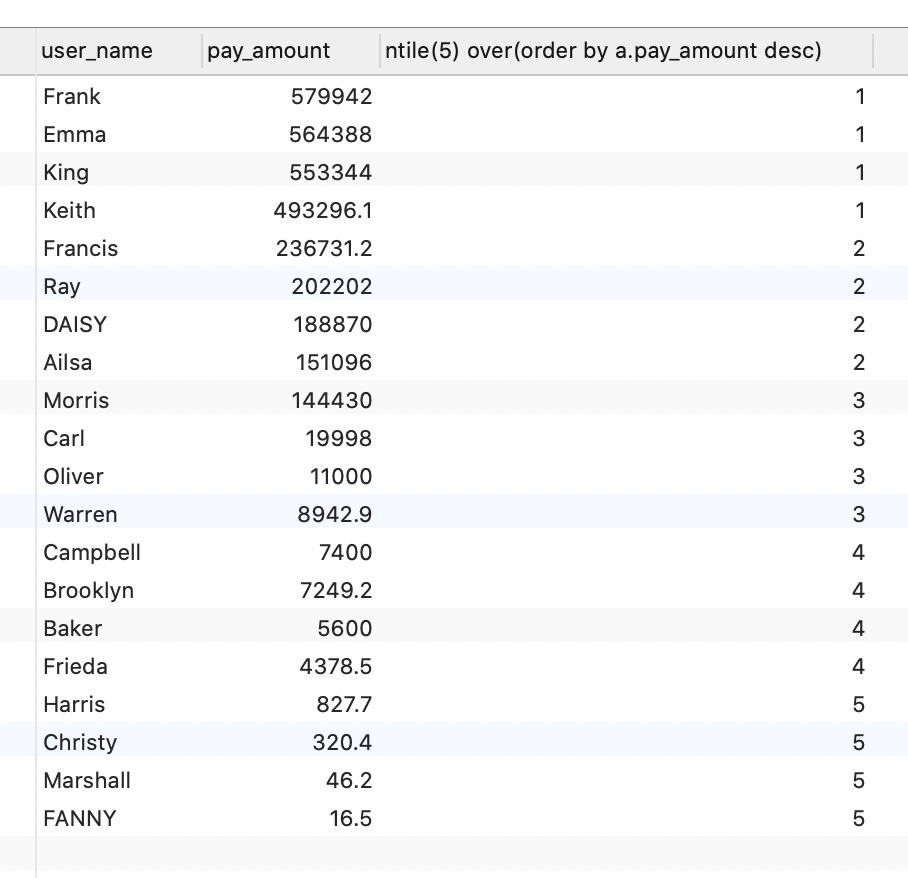 user_name pay_amount ntile(5) over(order by a.pay_amount desc)
Frank 579942 1
Emma 564388 1
King 553344 1
Keith 493296.1 1
Francis 236731.2 2
Ray 202202 2
DAISY 188870 2
Ailsa 151096 2
Morris 144430 3
Carl 19998 3
Oliver 11000 3
Warren 8942.9 3
Campbell 7400 4
Brooklyn 7249.2 4
Baker 5600 4
Frieda 4378.5 4
Harris 827.7 5
Christy 320.4 5
Marshall 46.2 5
FANNY 16.5 5